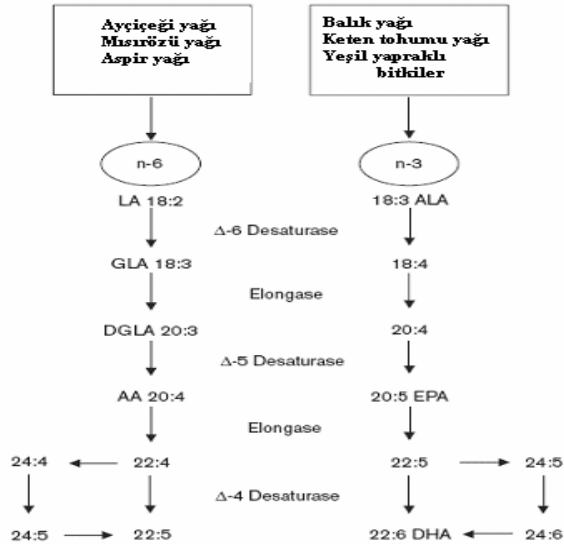 Ayçiçeği yağı
Mısırözü yağı
Aspir yağı
Balık yağı
Keten tohumu yağı
Yeşil yapraklı
bitkiler
n-6
n-3
LA 18:2
18:3 ALA
Δ-6 Desaturase
GLA 18:3
18:4
Elongase
DGLA 20:3
20:4
Δ-5 Desaturase
AA 20:4
20:5 EPA
Elongase
24:4
22:4
22:5
24:5
Δ-4 Desaturase
24:5
22:5
22:6 DHA
24:6